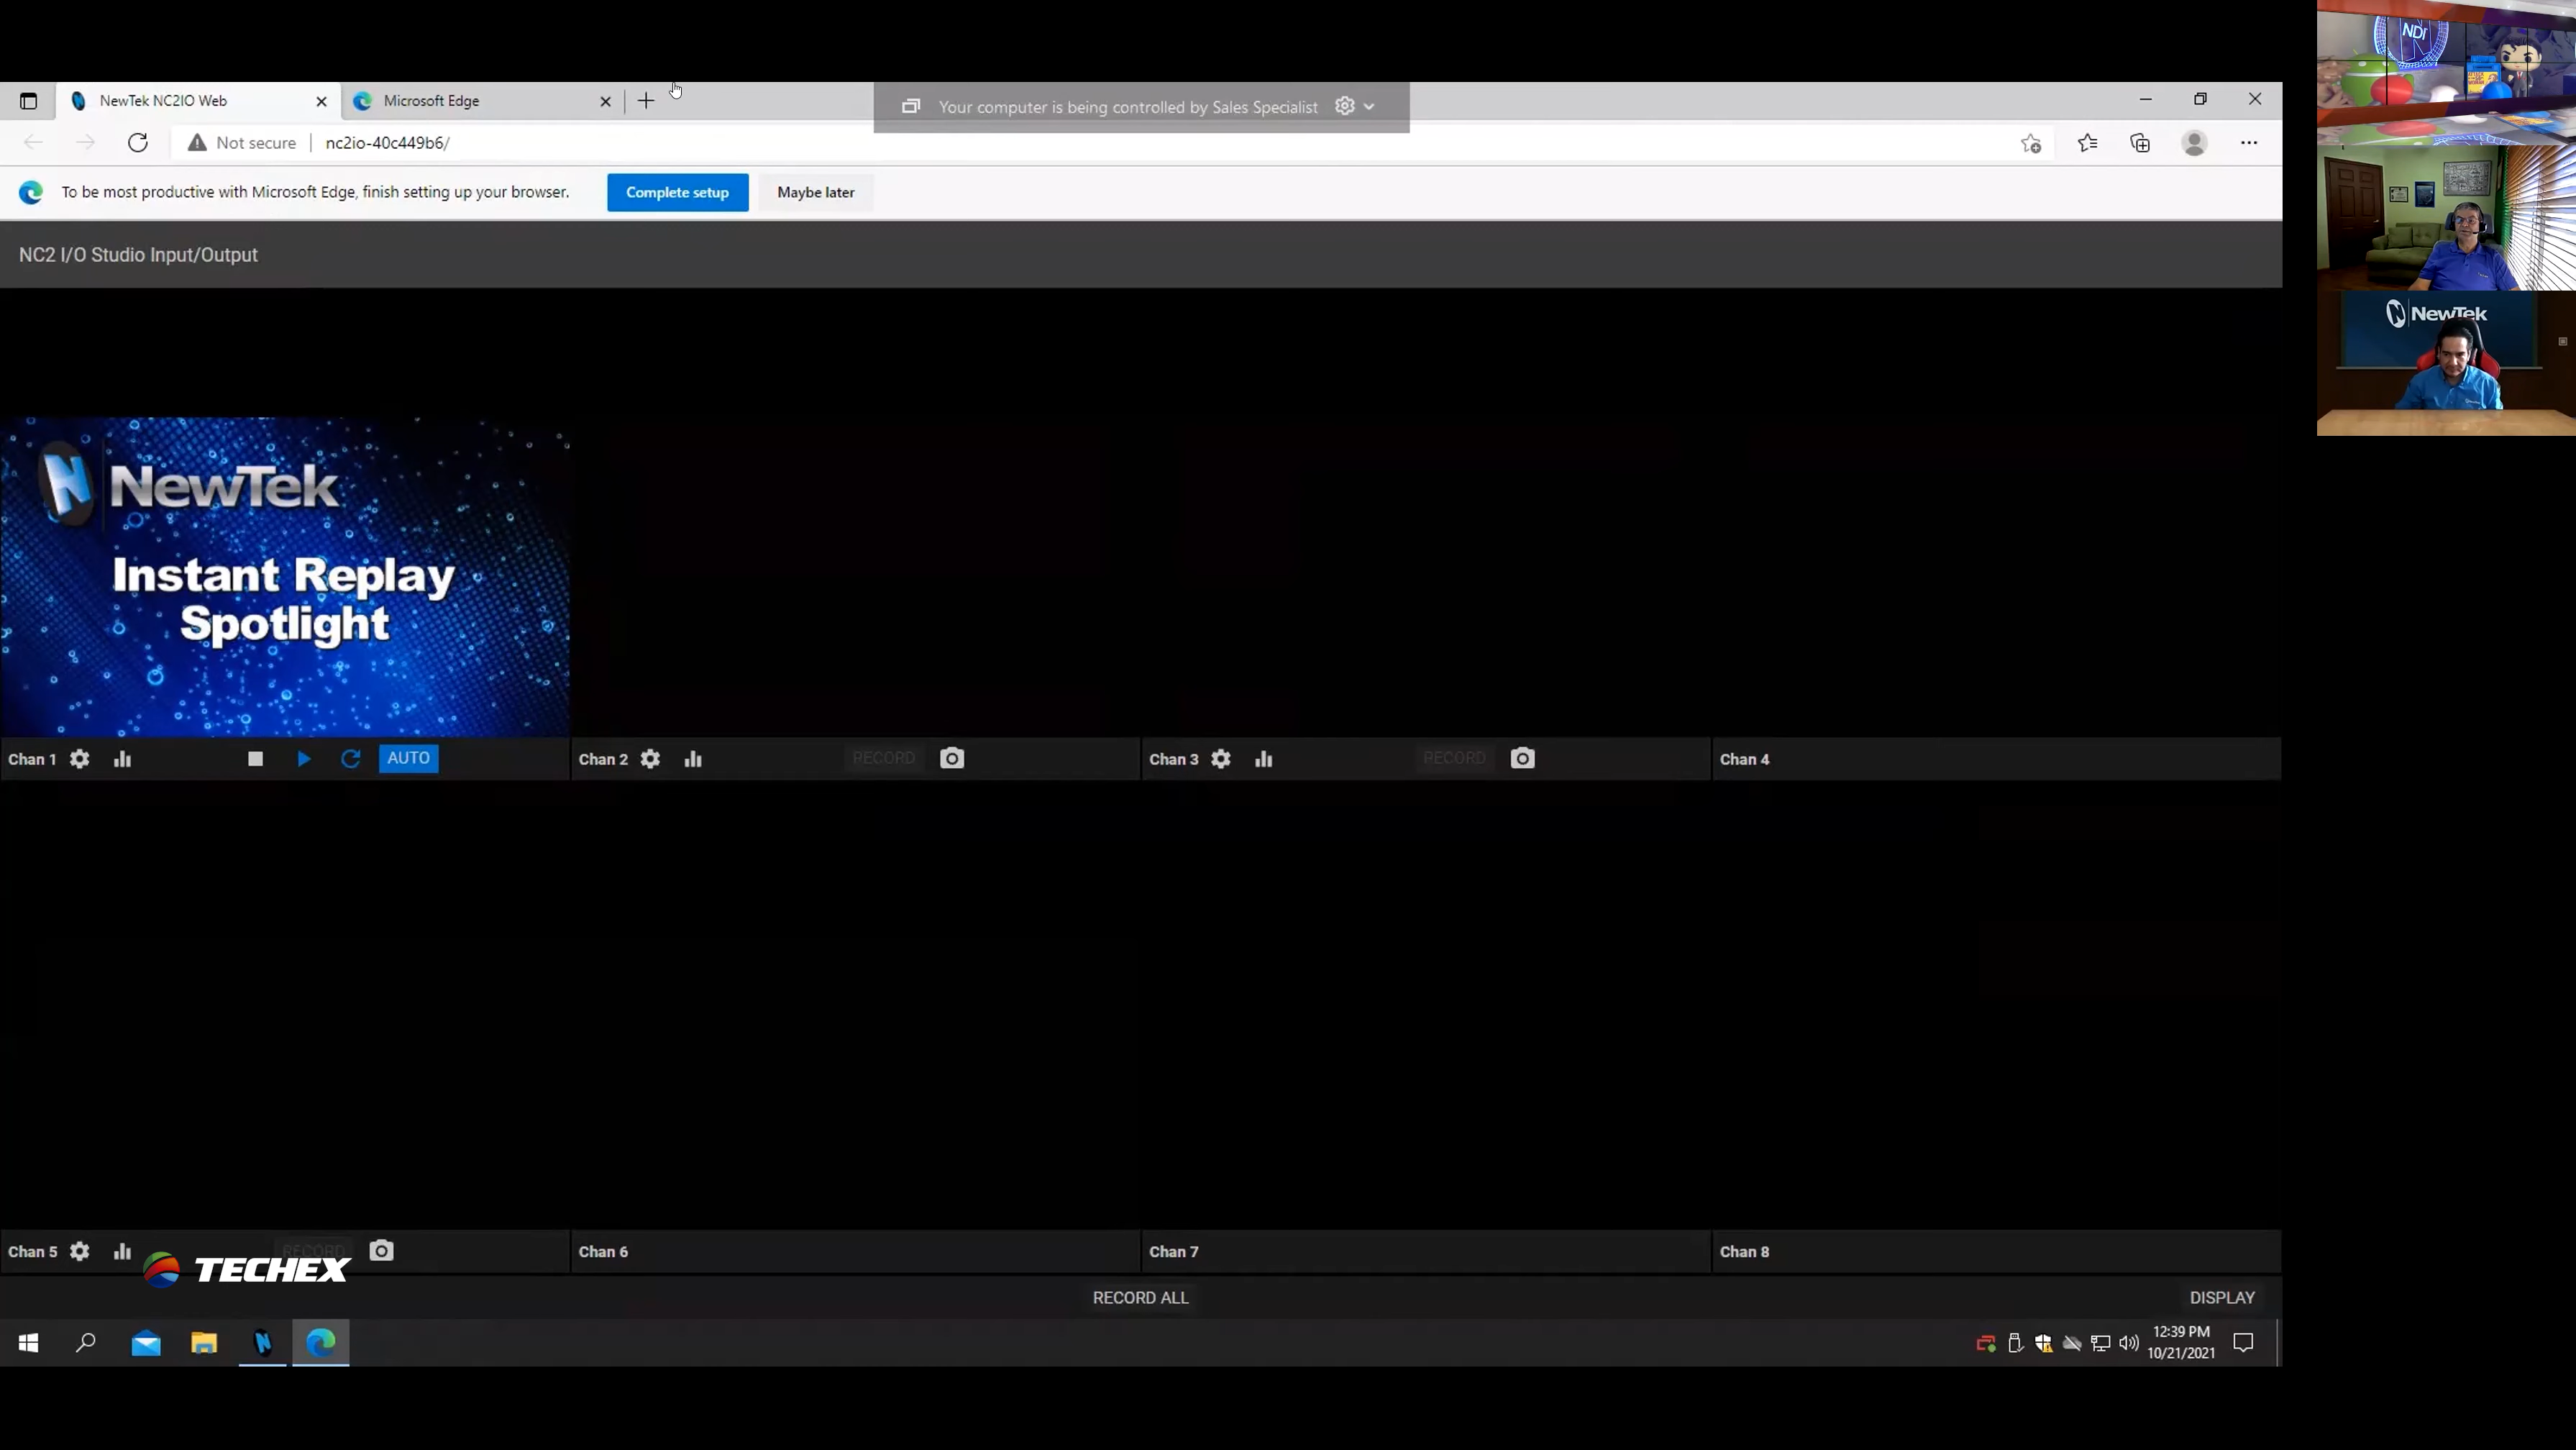 NewTek NC2IO Web
Microsoft Edge
Your computer is being controlled by Sales Specialist
Not secure
nc2io-40c449b6/
To be most productive with Microsoft Edge, finish setting up your browser.
Complete setup
Maybe later
NC2 I/O Studio Input/Output
NewTek
Instant Replay
Spotlight
Chan 1
AUTO
Chan 2
RECORD
Chan 3
RECORD
Chan 4
Chan 5
RECORD
Chan 6
Chan 7
Chan 8
TECHEX
RECORD ALL
DISPLAY
12:39 PM
10/21/2021
NDI
NewTek